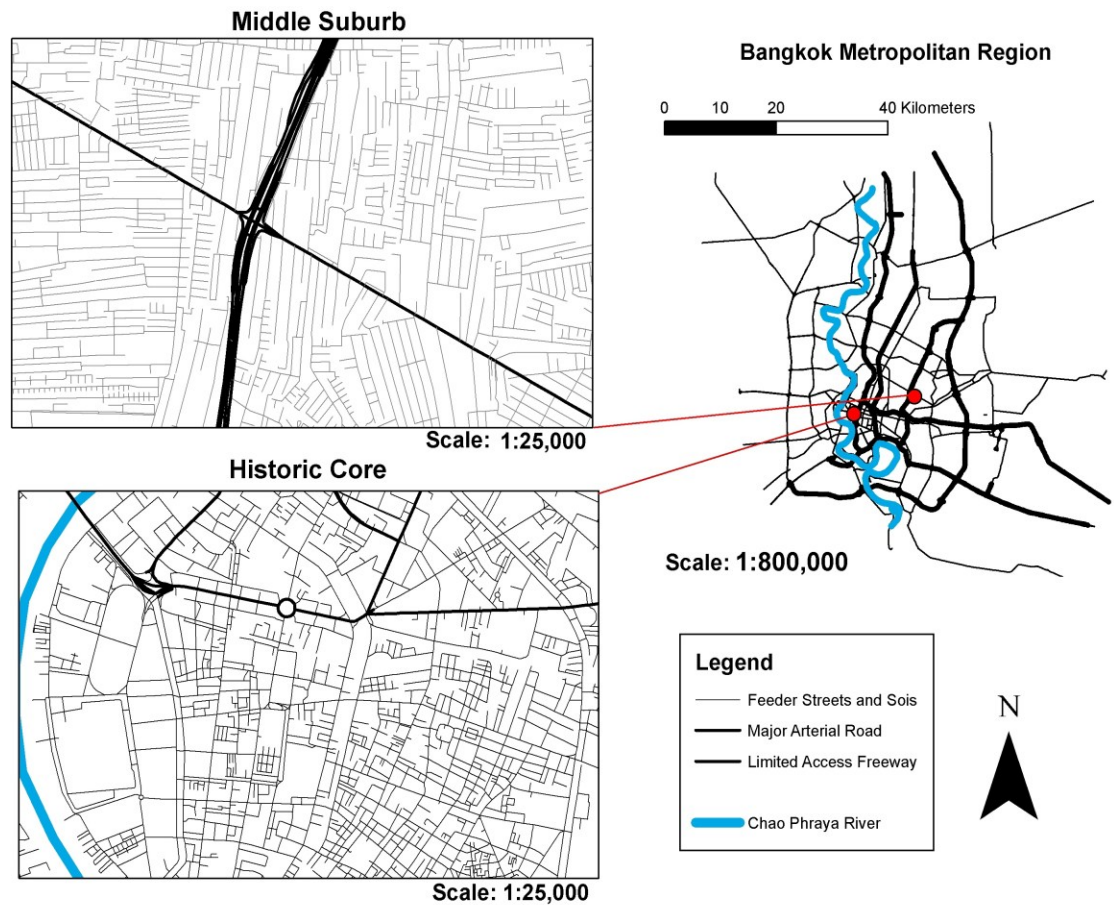 Middle Suburb
Scale: 1:25,000
Historic Core
Scale: 1:25,000
Bangkok Metropolitan Region
0 10 20 40 Kilometers
Scale: 1:800,000
Legend
Feeder Streets and Sois
Major Arterial Road
Limited Access Freeway
Chao Phraya River
N